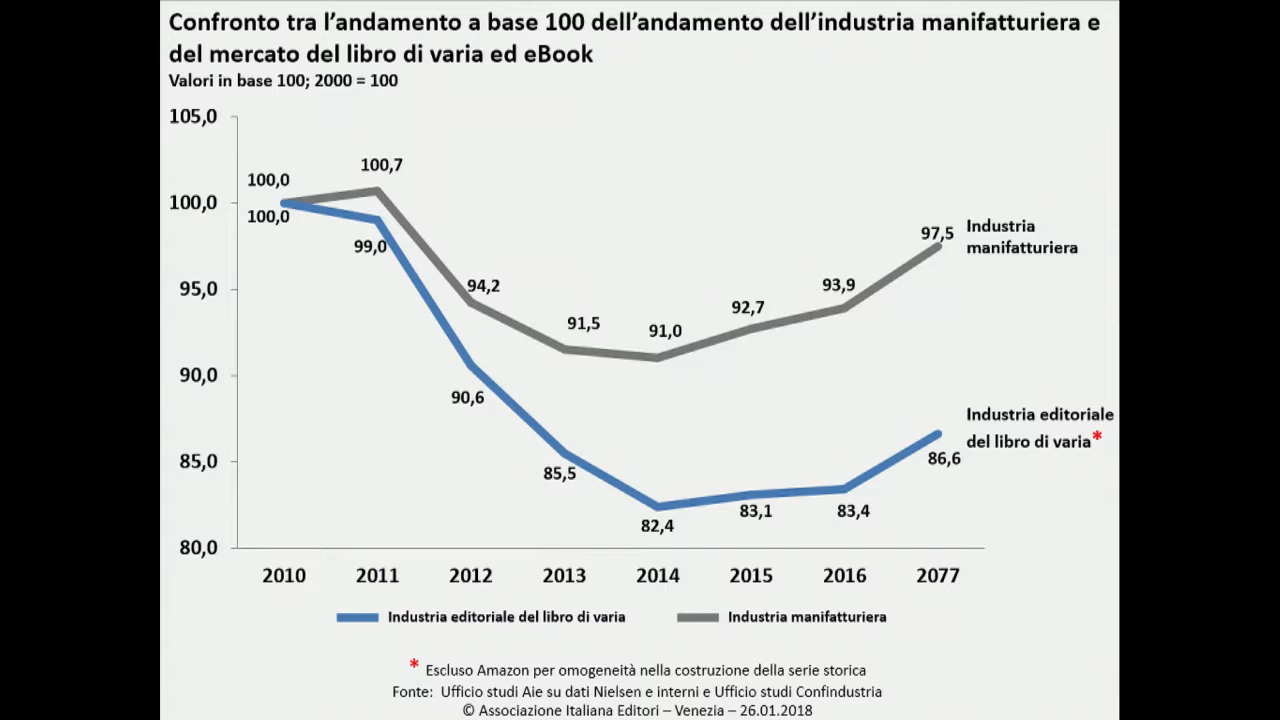 Confronto tra l’andamento a base 100 dell’andamento dell’industria manifatturiera e
del mercato del libro di varia ed eBook
Valori in base 100; 2000 = 100
105,0
100,0
95,0
90,0
85,0
80,0
100,0
100,7
94,2
91,5
91,0
92,7
93,9
97,5
Industria
manifatturiera
100,0
99,0
90,6
85,5
82,4
83,1
83,4
86,6
Industria editoriale
del libro di varia*
2010 2011 2012 2013 2014 2015 2016 2077
Industria editoriale del libro di varia Industria manifatturiera
* Escluso Amazon per omogeneità nella costruzione della serie storica
Fonte: Ufficio studi Aie su dati Nielsen e interni e Ufficio studi Confindustria
© Associazione Italiana Editori – Venezia – 26.01.2018